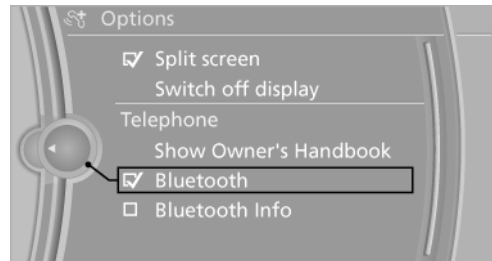 Options
Split screen
Switch off display
Telephone
Show Owner's Handbook
Bluetooth
Bluetooth Info